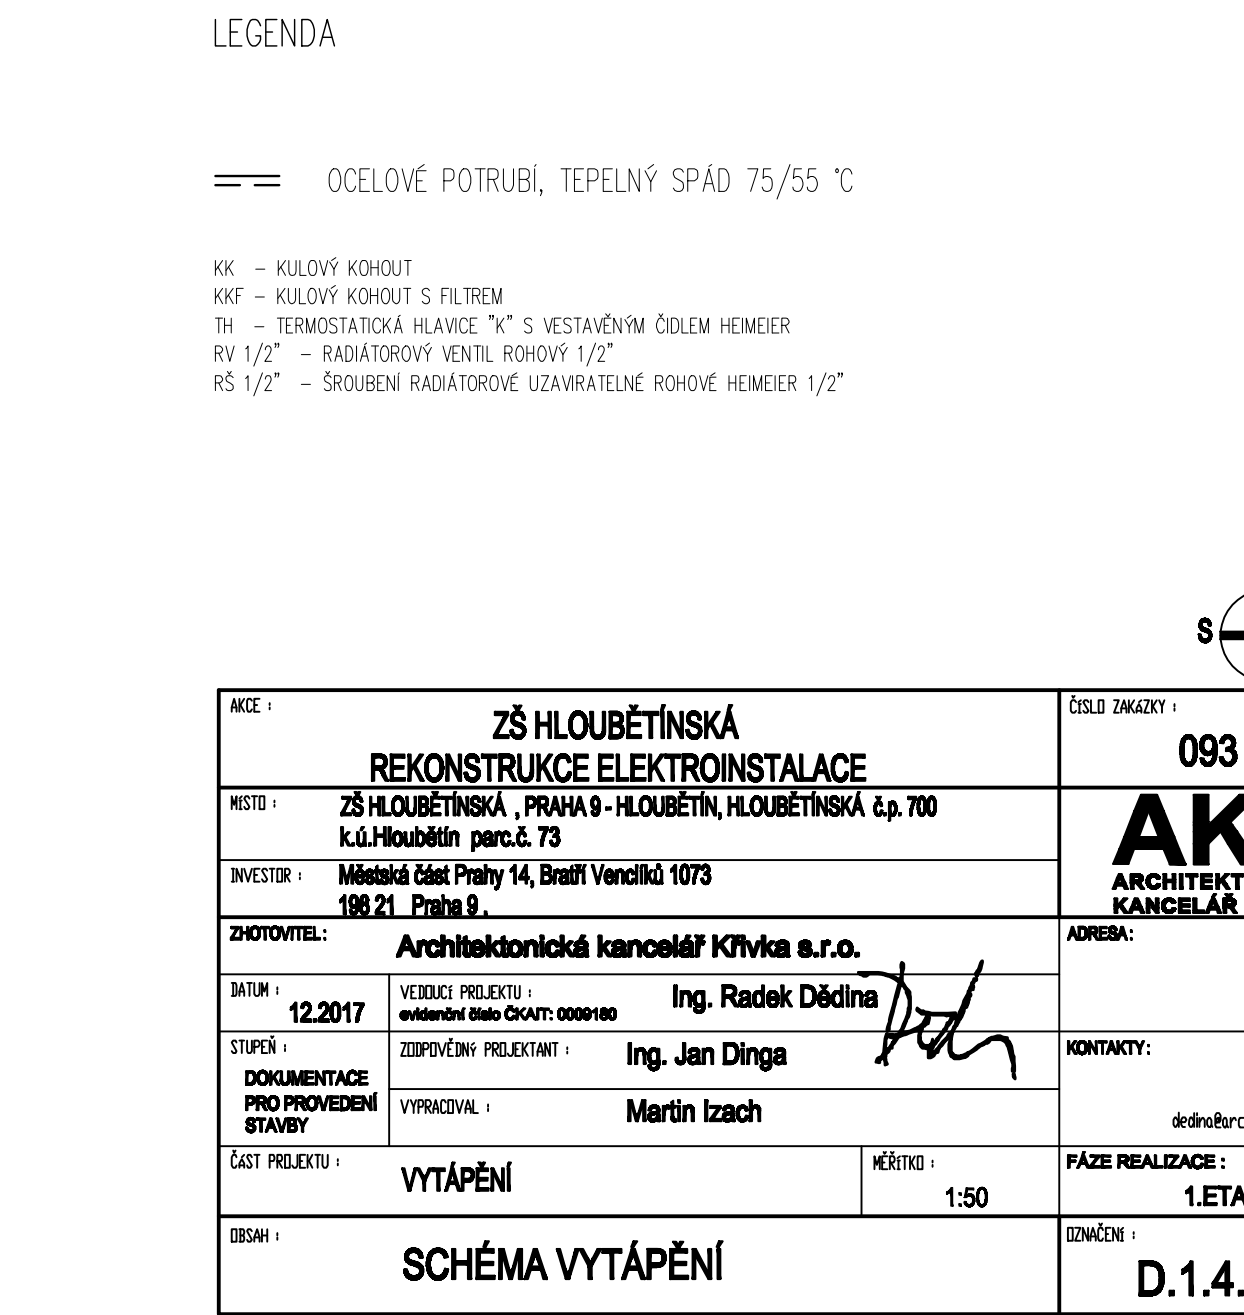 LEGENDA
OCELOVÉ POTRUBÍ, TEPELNÝ SPÁD 75/55 °C
KK – KULOVÝ KOHOUT
KKF – KULOVÝ KOHOUT S FILTREM
TH – TERMOSTATICKÁ HLAVICE "K" S VESTAVĚNÝM ČIDLEM HEIMEIER
RV 1/2" – RADIÁTOROVÝ VENTIL ROHOVÝ 1/2"
RŠ 1/2" – ŠROUBENÍ RADIÁTOROVÉ UZAVIRATELNÉ ROHOVÉ HEIMEIER 1/2"
S
AKCE :
ZŠ HLOUBĚTÍNSKÁ
REKONSTRUKCE ELEKTROINSTALACE
ČÍSLO ZAKÁZKY :
093
MÍSTO :
ZŠ HLOUBĚTÍNSKÁ , PRAHA 9 - HLOUBĚTÍN, HLOUBĚTÍNSKÁ č.p. 700
k.ú.Hloubětín parc.č. 73
AK
ARCHITEKT
KANCELÁŘ
INVESTOR :
Městská část Prahy 14, Bratří Venclíků 1073
198 21 Praha 9 ,
ZHOTOVITEL:
Architektonická kancelář Křivka s.r.o.
ADRESA:
DATUM :
12.2017
VEDOUCÍ PROJEKTU :
evidenční číslo ČKAIT: 0009180
Ing. Radek Dědina
STUPEŇ :
DOKUMENTACE
PRO PROVEDENÍ
STAVBY
ZODPOVĚDNÝ PROJEKTANT :
Ing. Jan Dinga
KONTAKTY:
VYPRACOVAL :
Martin Izach
dedina@arc
ČÁST PROJEKTU :
VYTÁPĚNÍ
MĚŘÍTKO :
1:50
FÁZE REALIZACE :
1.ETA
OBSAH :
SCHÉMA VYTÁPĚNÍ
OZNAČENÍ :
D.1.4.